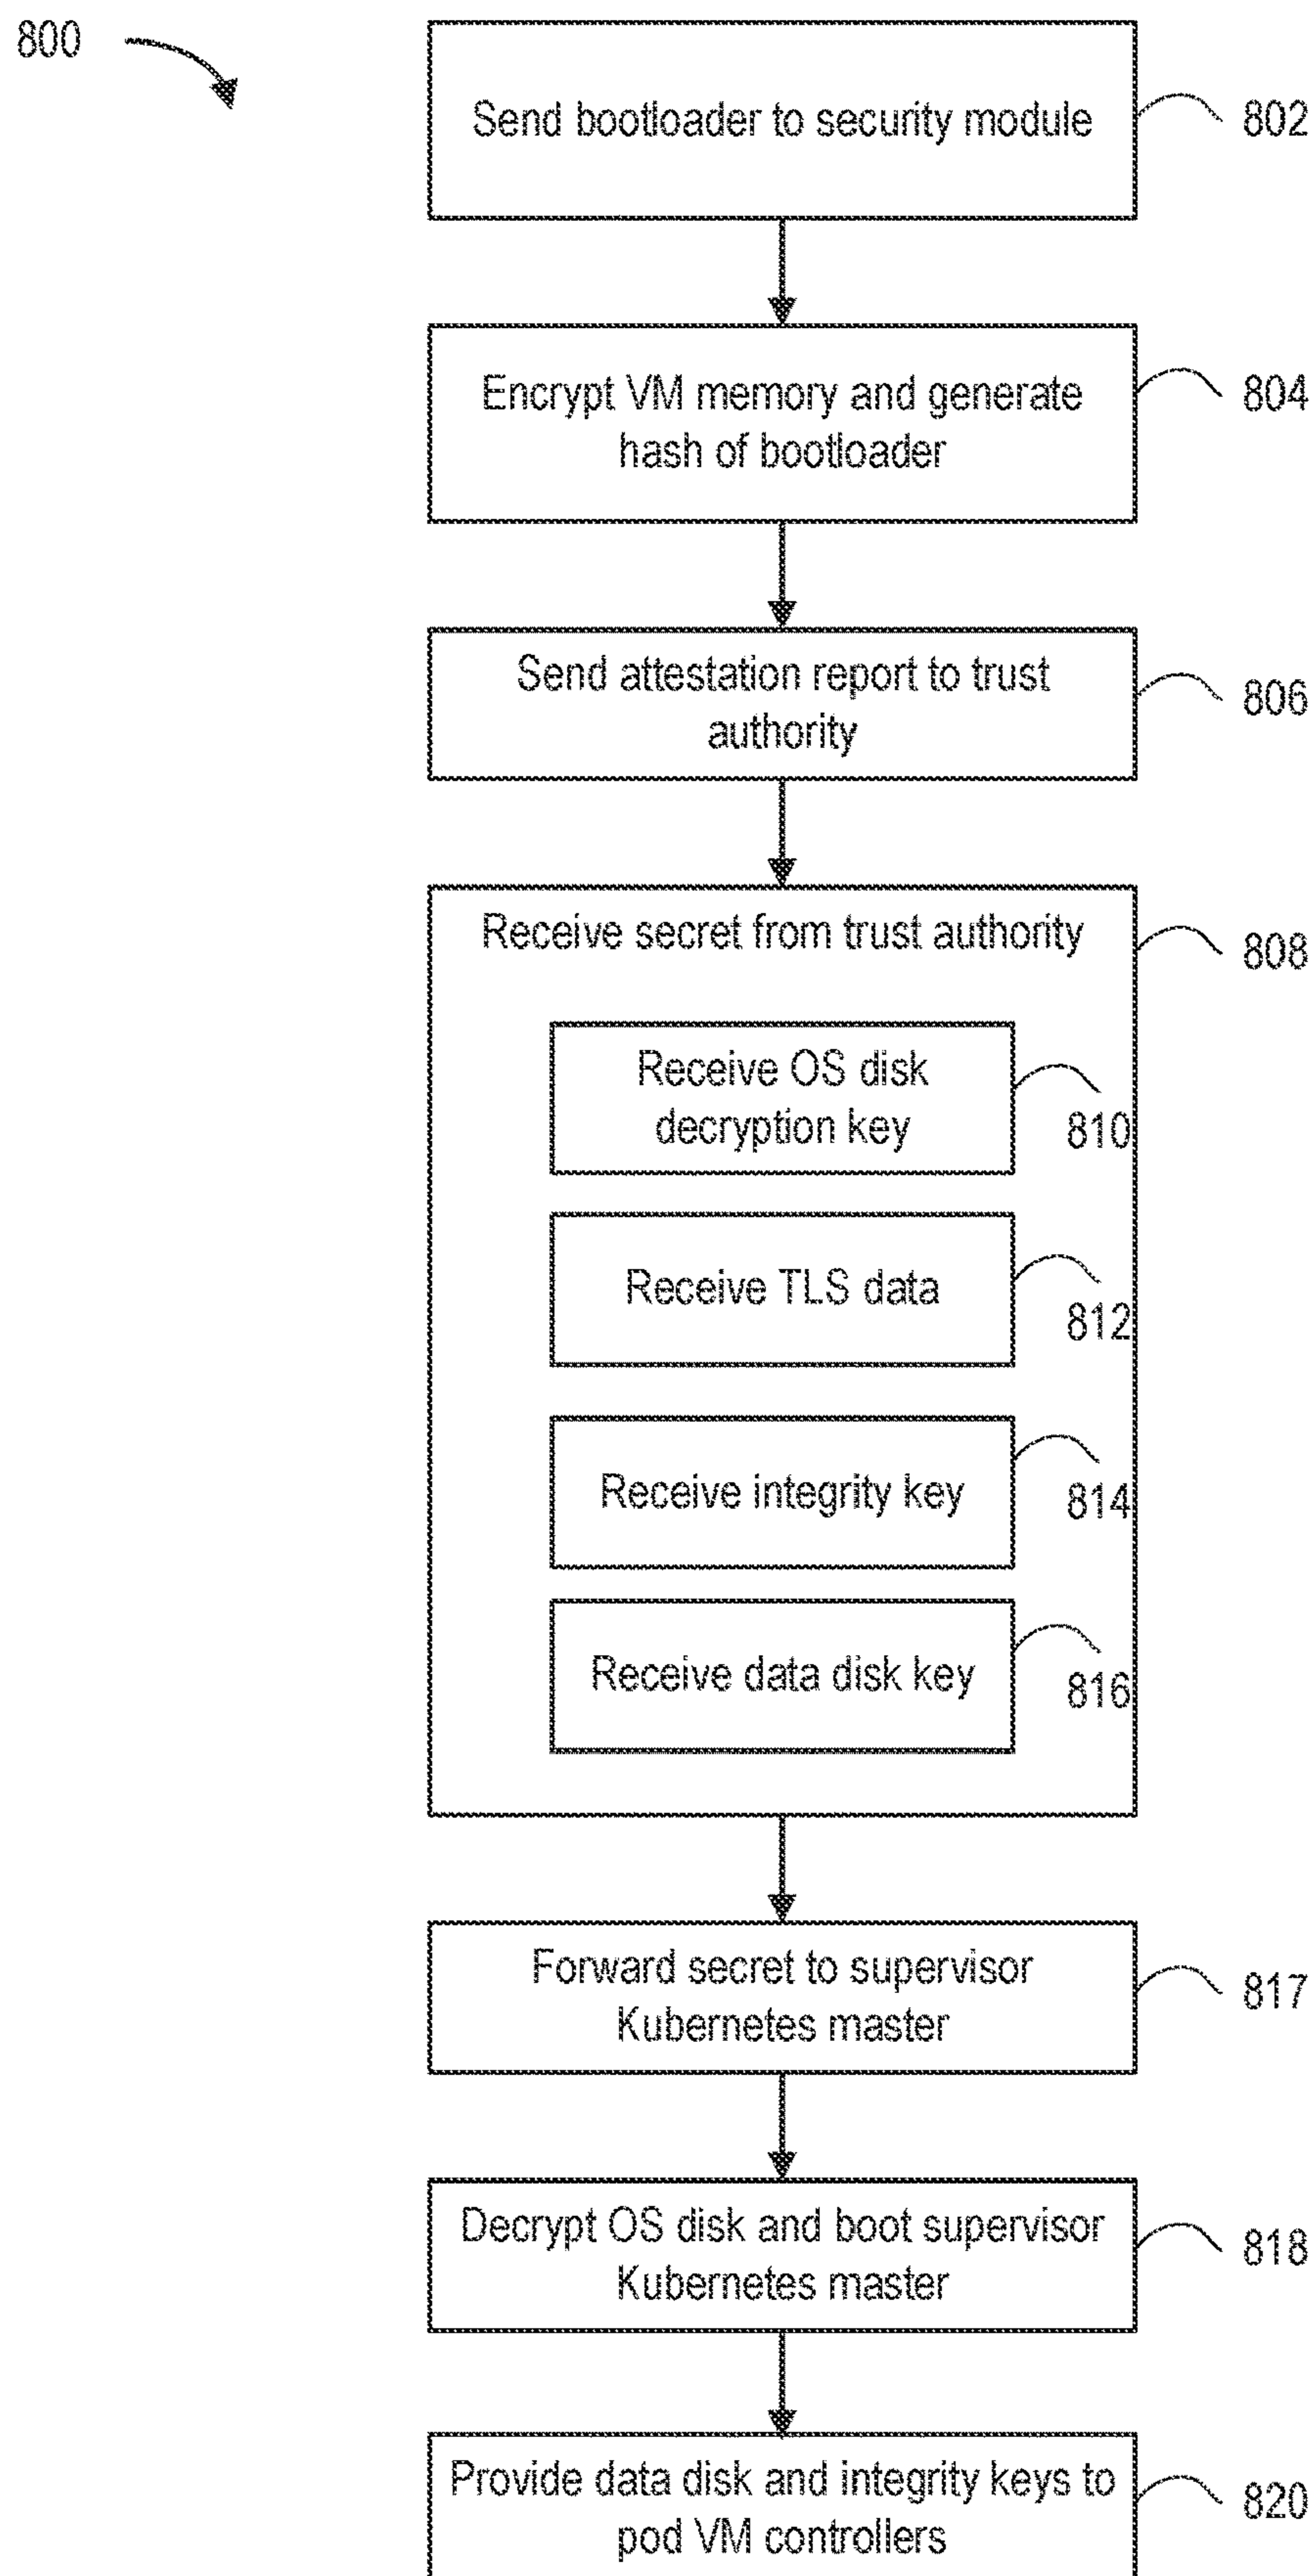 800
Send bootloader to security module
802
Encrypt VM memory and generate
hash of bootloader
804
Send attestation report to trust
authority
806
Receive secret from trust authority
808
Receive OS disk
decryption key
810
Receive TLS data
812
Receive integrity key
814
Receive data disk key
816
Forward secret to supervisor
Kubernetes master
817
Decrypt OS disk and boot supervisor
Kubernetes master
818
Provide data disk and integrity keys to
pod VM controllers
820